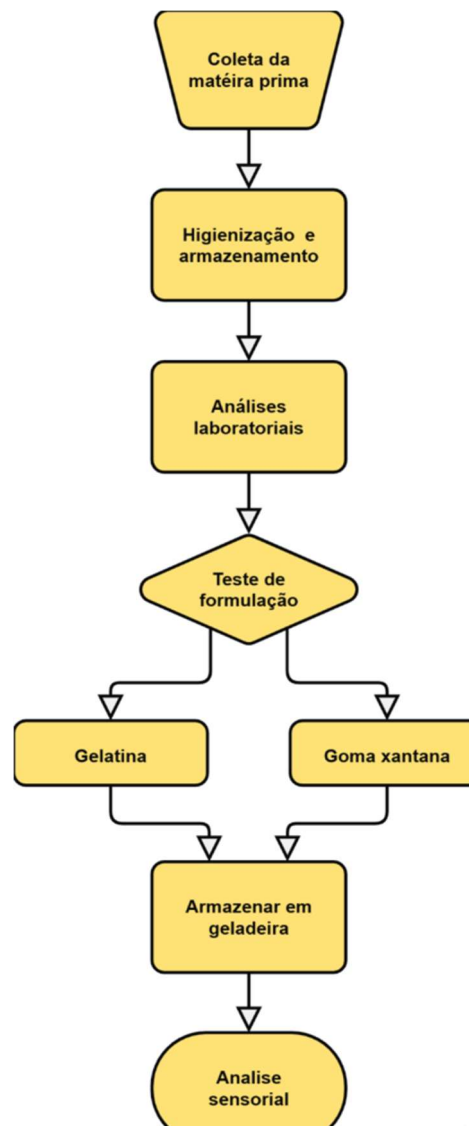 Coleta da
matéira prima
Higienização e
armazenamento
Análises
laboratoriais
Teste de
formulação
Gelatina
Goma xantana
Armazenar em
geladeira
Analise
sensorial